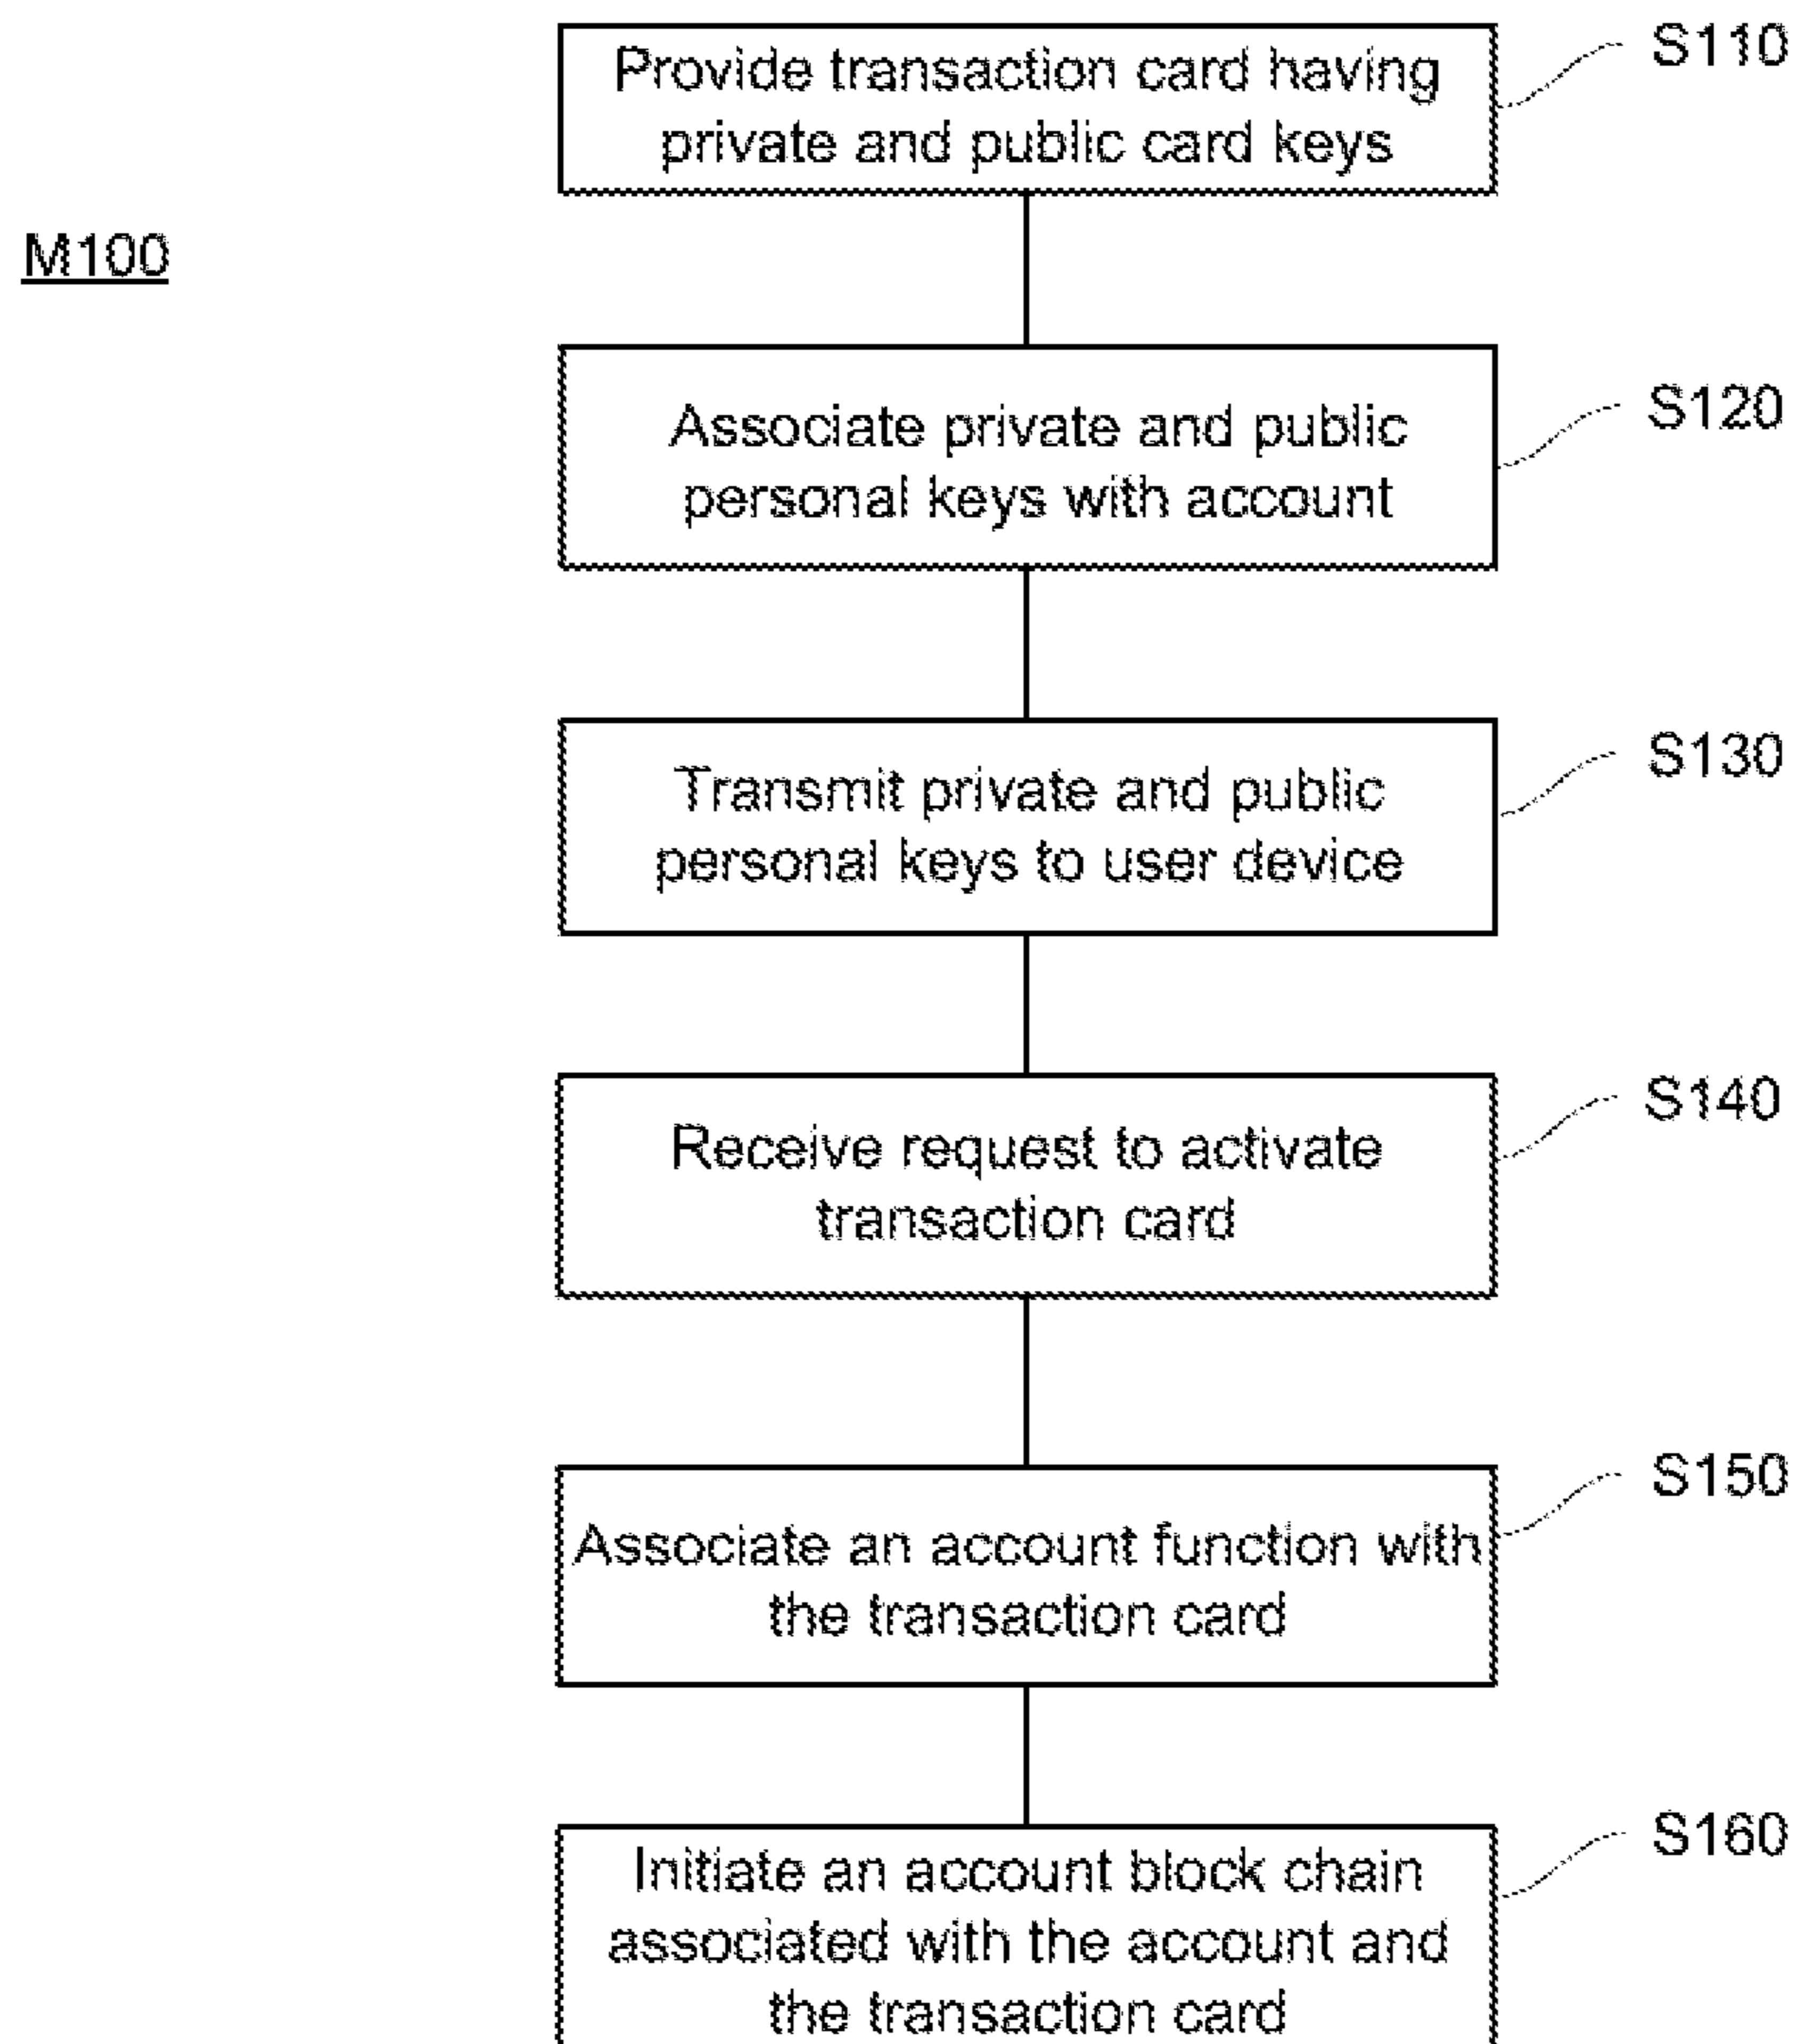 Provide transaction card having
private and public card keys
S110
M100
Associate private and public
personal keys with account
S120
Transmit private and public
personal keys to user device
S130
Receive request to activate
transaction card
S140
Associate an account function with
the transaction card
S150
Initiate an account block chain
associated with the account and
the transaction card
S160